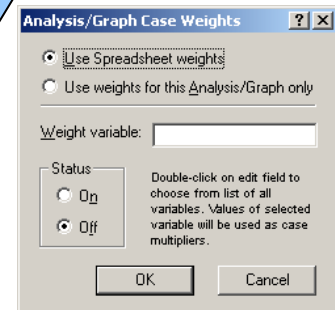 Analysis/Graph Case Weights
Use Spreadsheet weights
Use weights for this Analysis/Graph only
Weight variable:
Status
On
Off
Double-click on edit field to
choose from list of all
variables. Values of selected
variable will be used as case
multipliers.
OK
Cancel